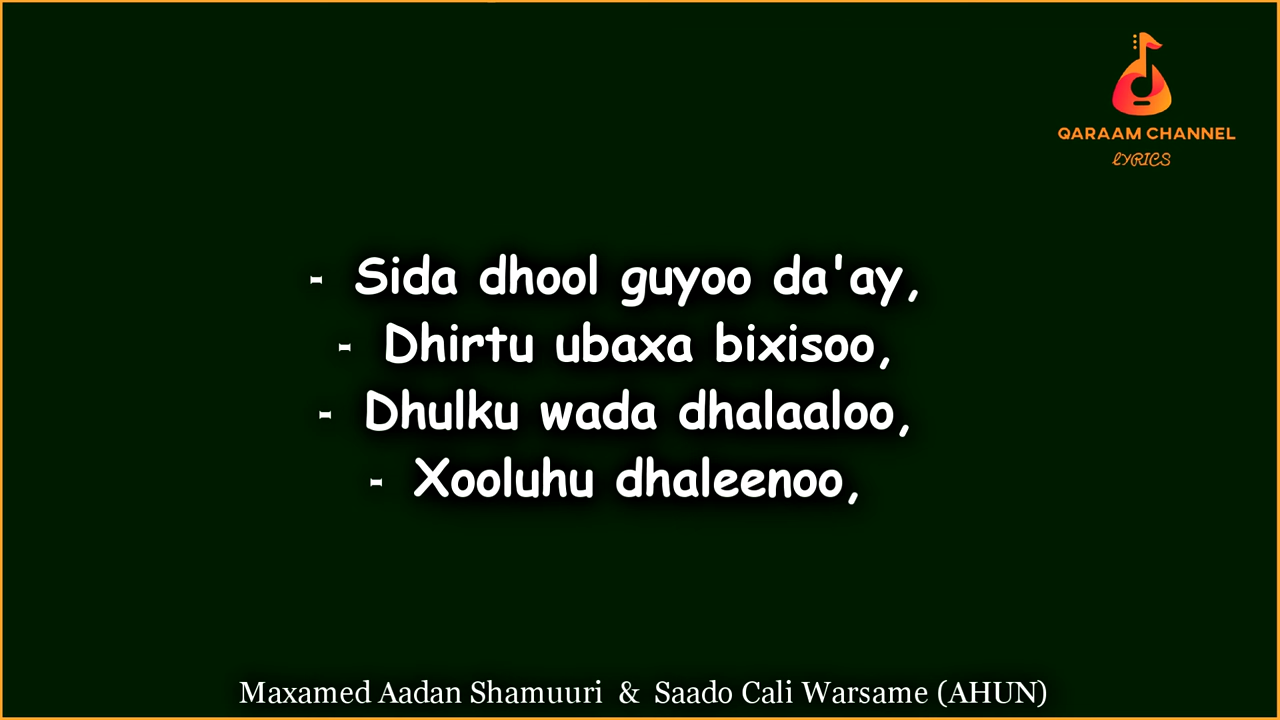 QARAAM CHANNEL
LYRICS
- Sida dhool guyoo da'ay,
- Dhirtu ubaxa bixisoo,
- Dhulku wada dhalaaloo,
- Xooluhu dhaleenoo,
Maxamed Aadan Shamuuri & Saado Cali Warsame (AHUN)